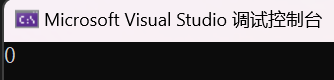 Microsoft Visual Studio 调试控制台
0